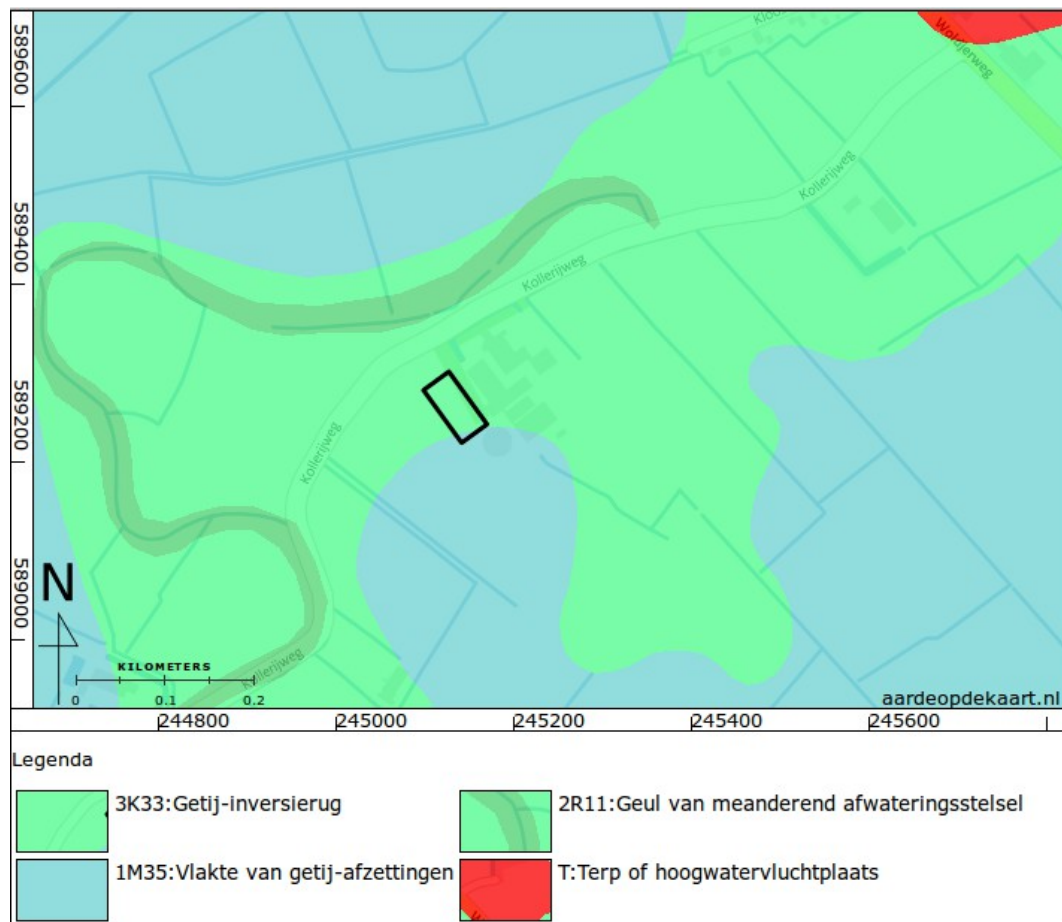 589600
589400
589200
589000
Kloo
Woldijerweg
Kollerijweg
Kollerijweg
Kollerijweg
Kollerijweg
N
KILOMETERS
0 0.1 0.2
aardeopdekaart.nl
244800 245000 245200 245400 245600
Legenda
3K33:Getij-inversierug
2R11:Geul van meanderend afwateringsstelsel
1M35:Vlakte van getij-afzettingen
T:Terp of hoogwatervluchtplaats